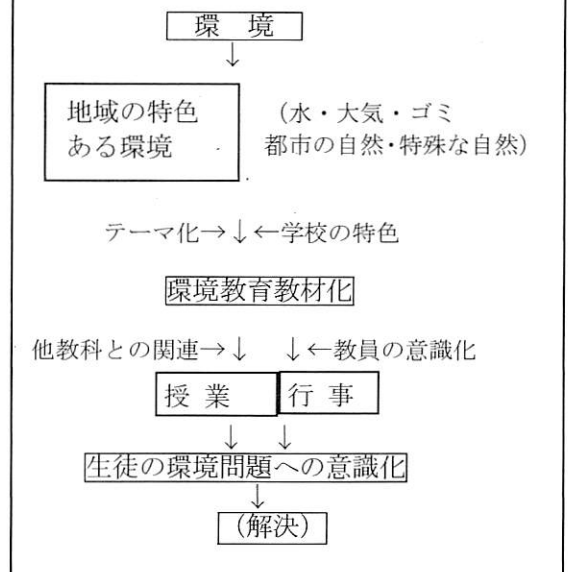 環 境
↓
地域の特色 (水・大気・ゴミ
ある環境 都市の自然・特殊な自然)
テーマ化→↓←学校の特色
環境教育教材化
他教科との関連→↓ ↓←教員の意識化
授 業 行 事
↓ ↓
生徒の環境問題への意識化
↓
(解決)